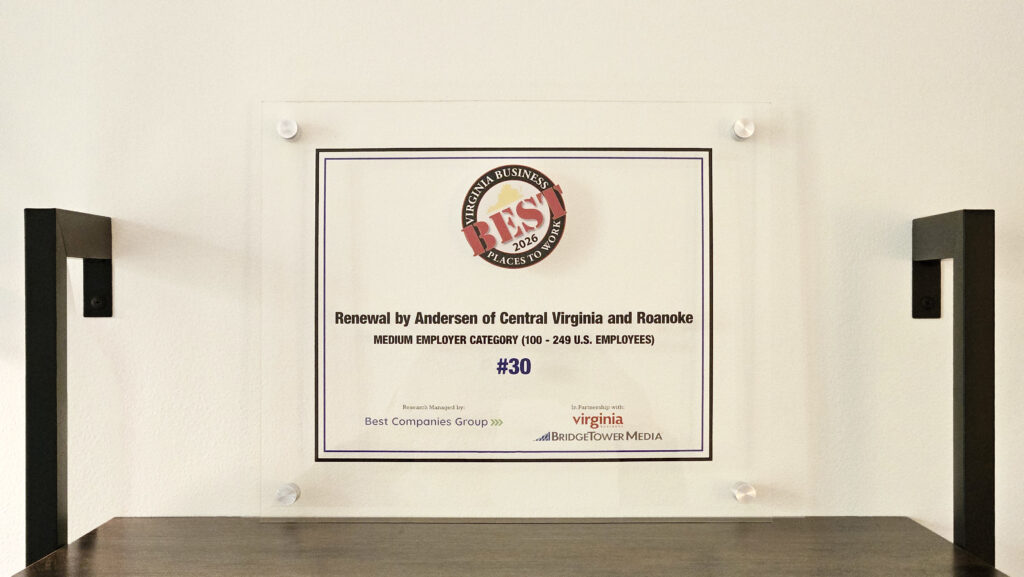 VIRGINIA BUSINESS
BEST
2026
PLACES TO WORK
Renewal by Andersen of Central Virginia and Roanoke
MEDIUM EMPLOYER CATEGORY (100 - 249 U.S. EMPLOYEES)
#30
Research Managed by:
In Partnership with:
Best Companies Group
virginia
BUSINESS
BRIDGETOWER MEDIA